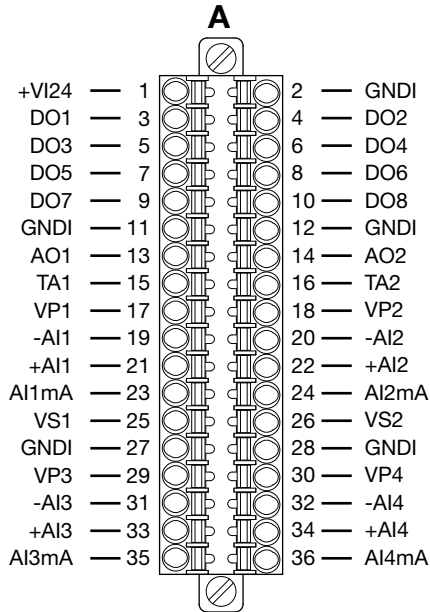 A
+VI24 1 2 GNDI
DO1 3 4 DO2
DO3 5 6 DO4
DO5 7 8 DO6
DO7 9 10 DO8
GNDI 11 12 GNDI
AO1 13 14 AO2
TA1 15 16 TA2
VP1 17 18 VP2
-AI1 19 20 -AI2
+AI1 21 22 +AI2
AI1mA 23 24 AI2mA
VS1 25 26 VS2
GNDI 27 28 GNDI
VP3 29 30 VP4
-AI3 31 32 -AI4
+AI3 33 34 +AI4
AI3mA 35 36 AI4mA